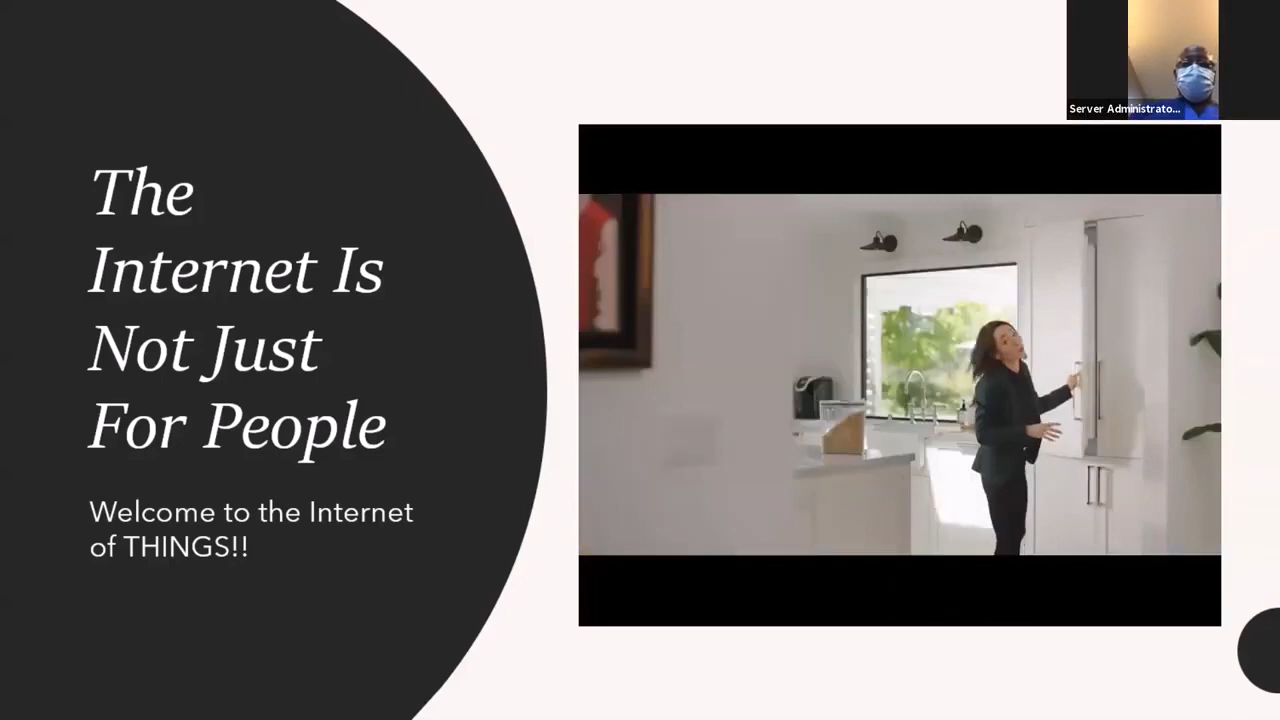 The
Internet Is
Not Just
For People
Welcome to the Internet
of THINGS!!
Server Administrato...